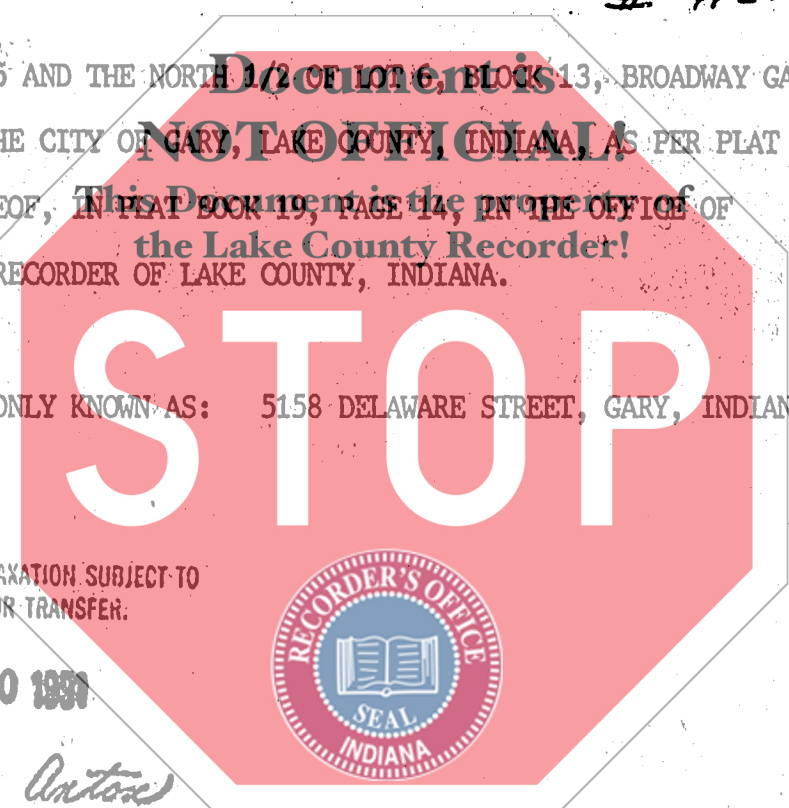 5 AND THE NORTH 1/2 OF LOT 6, BLOCK 13, BROADWAY GA
Document is
HE CITY OF GARY, LAKE COUNTY, INDIANA, AS PER PLAT
NOT OFFICIAL!
EOF, IN PLAT BOOK 19, PAGE 14, IN THE OFFICE OF
This Document is the property of
the Lake County Recorder!
RECORDER OF LAKE COUNTY, INDIANA.
STOP
ONLY KNOWN AS: 5158 DELAWARE STREET, GARY, INDIAN
AXATION SUBJECT TO
OR TRANSFER.
RECORDER'S OFFICE
SEAL
INDIANA
Anton